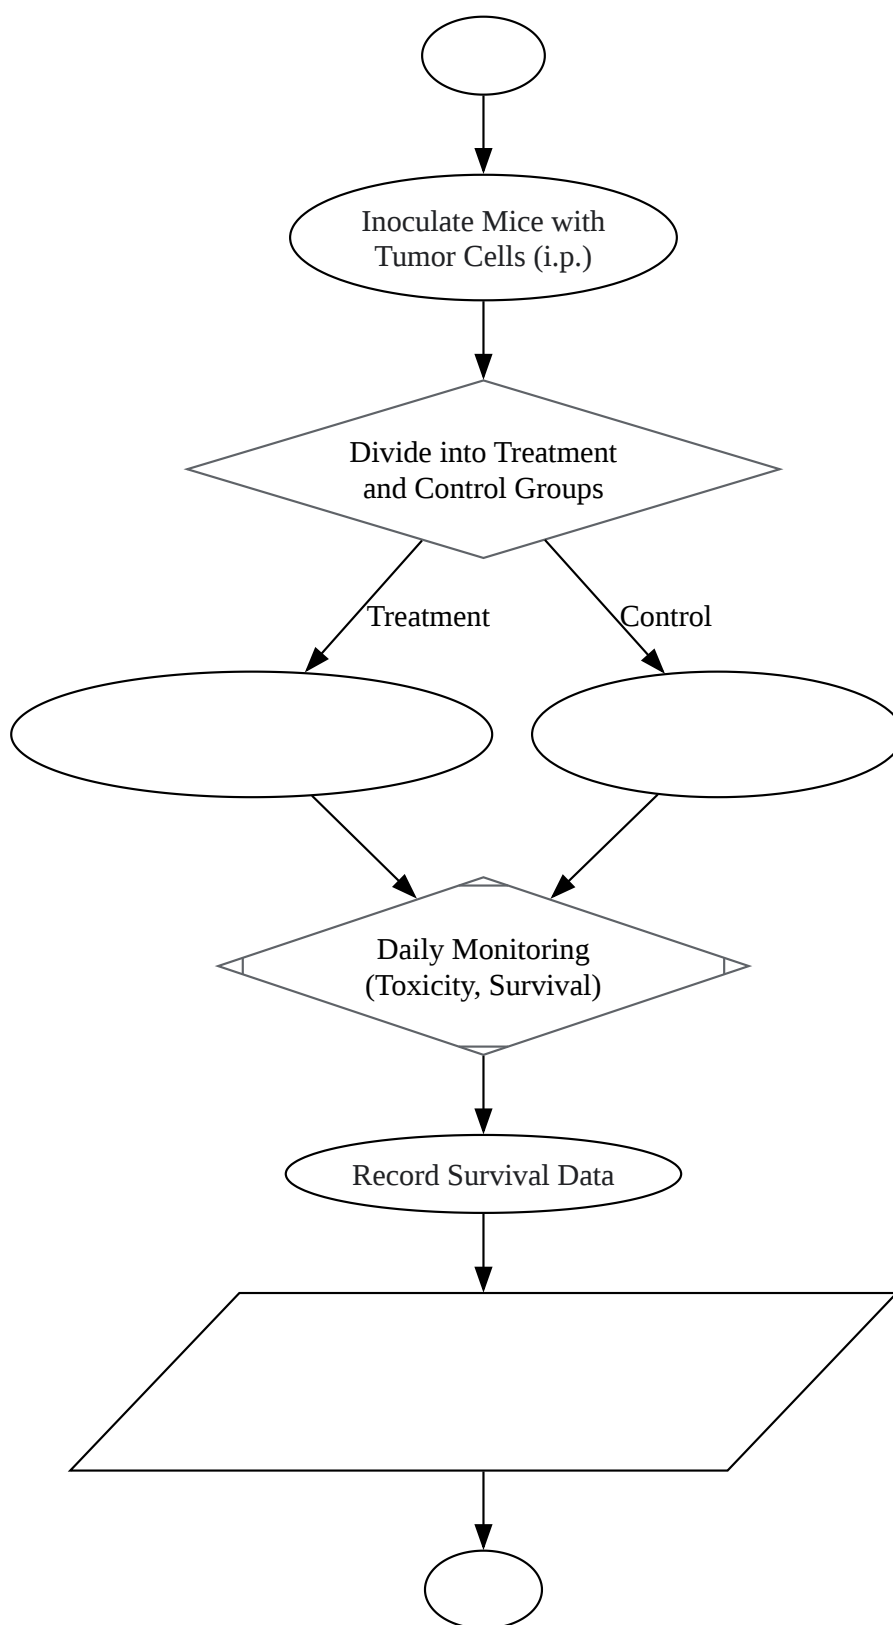 Inoculate Mice with
Tumor Cells (i.p.)
Divide into Treatment
and Control Groups
Treatment
Control
Daily Monitoring
(Toxicity, Survival)
Record Survival Data